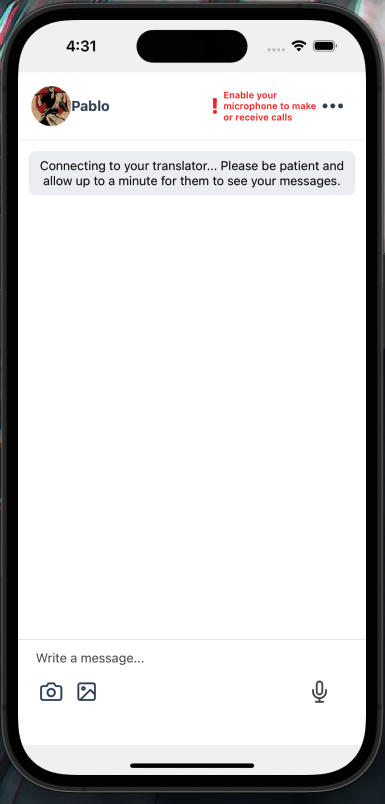 4:31
Pablo
Enable your
microphone to make
or receive calls
Connecting to your translator... Please be patient and
allow up to a minute for them to see your messages.
Write a message...